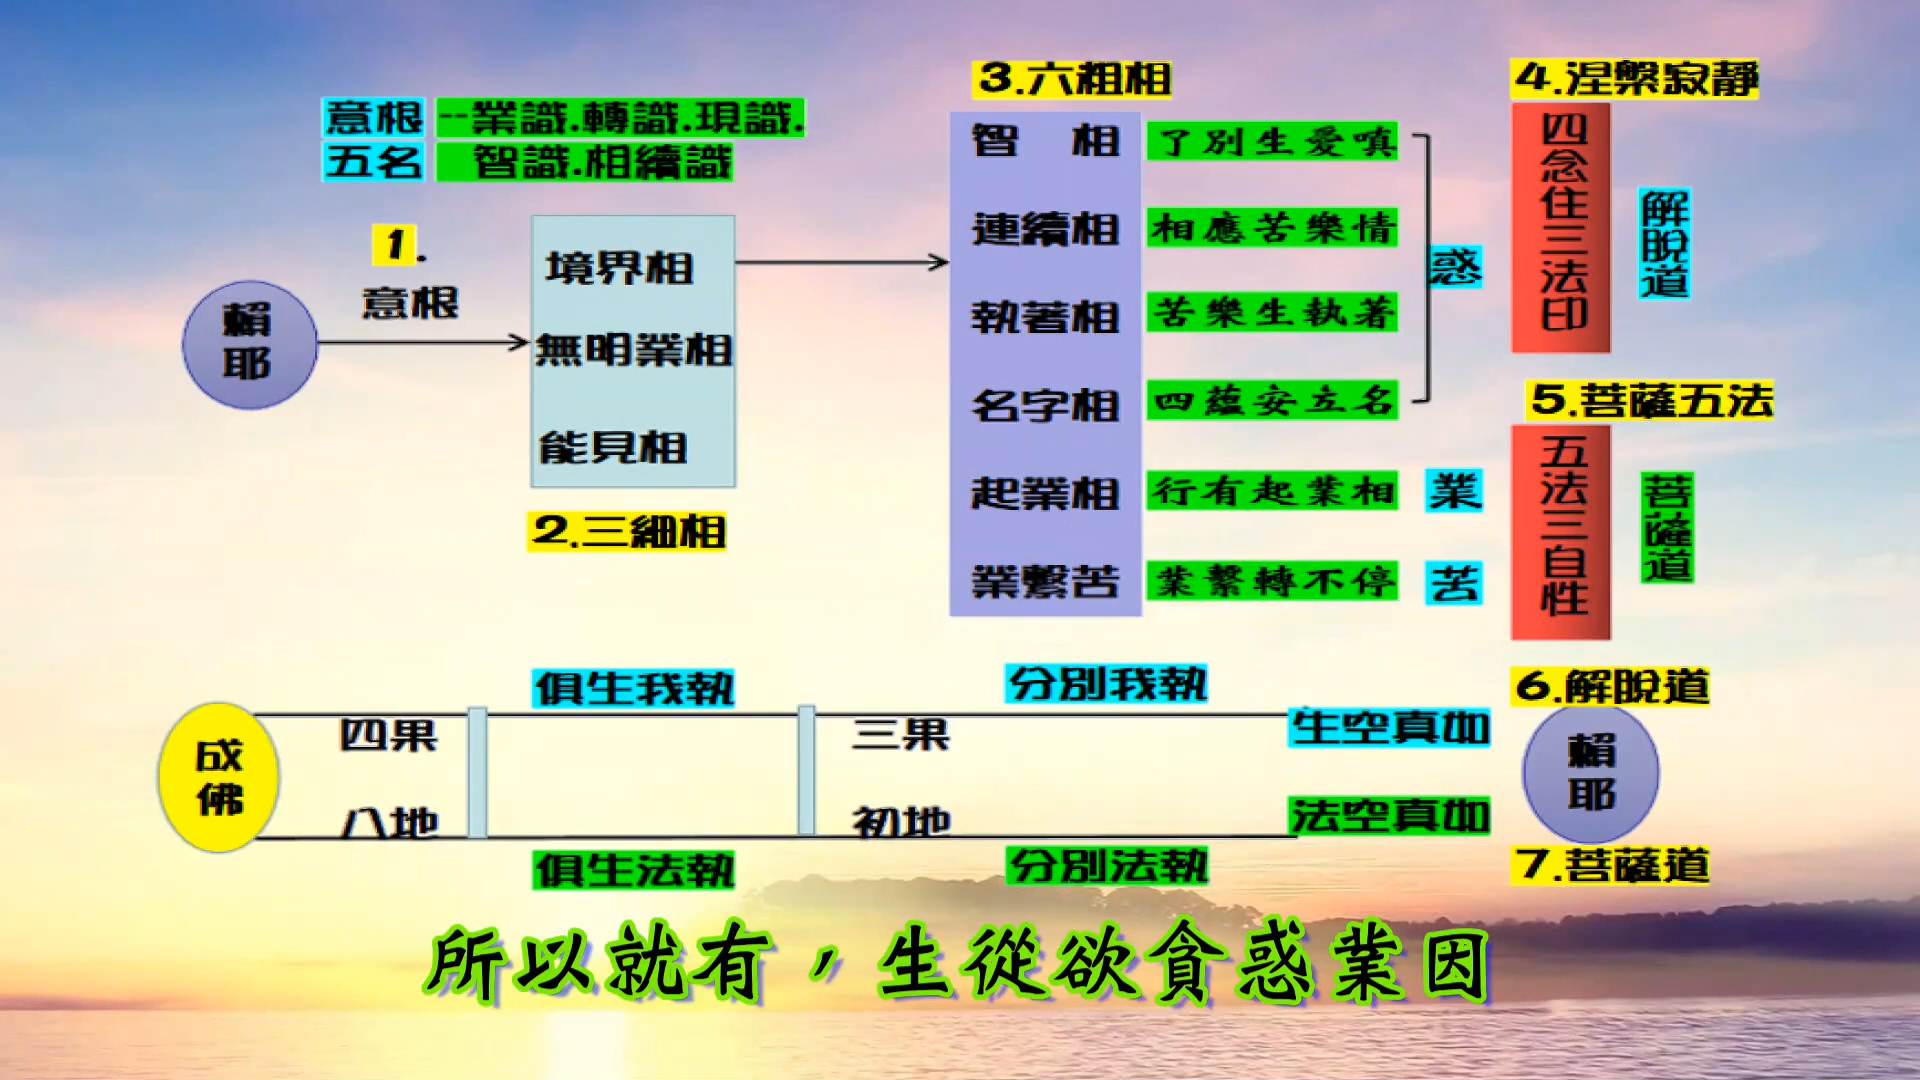 意根 --業識.轉識.現識.
五名 智識.相續識
1.
意根
賴耶
境界相
無明業相
能見相
2.三細相
3.六粗相
智 相 了別生愛嗔
連續相 相應苦樂情
執著相 苦樂生執著
名字相 四蘊安立名
惑
起業相 行有起業相 業
業繫苦 業繫轉不停 苦
4.涅槃寂靜
四念住三法印
解脫道
5.菩薩五法
五法三自性
菩薩道
俱生我執 分別我執
成佛
四果 三果 生空真如
八地 初地 法空真如
俱生法執 分別法執
6.解脫道
賴耶
7.菩薩道
所以就有,生從欲貪惑業因